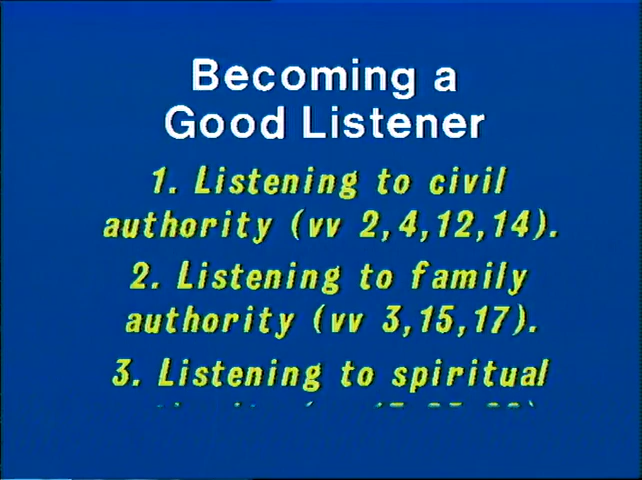 Becoming a
Good Listener
1. Listening to civil
authority (vv 2,4,12,14).
2. Listening to family
authority (vv 3,15,17).
3. Listening to spiritual